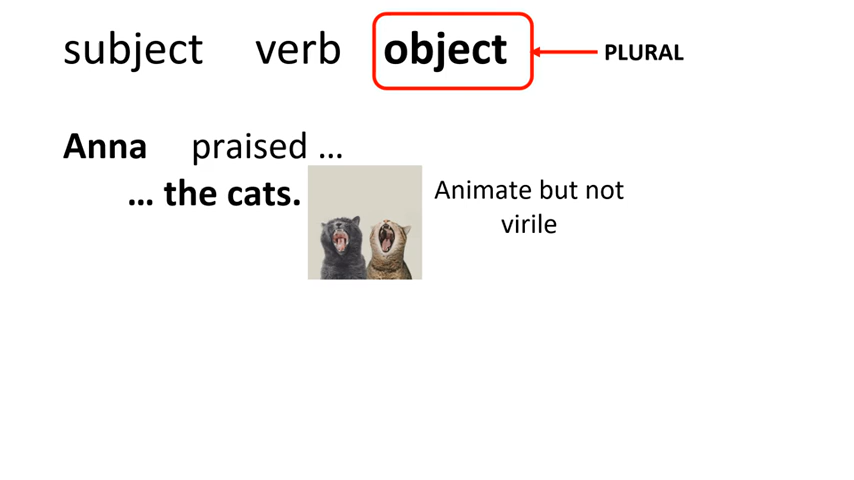 subject verb object PLURAL
Anna praised …
… the cats.
Animate but not
virile